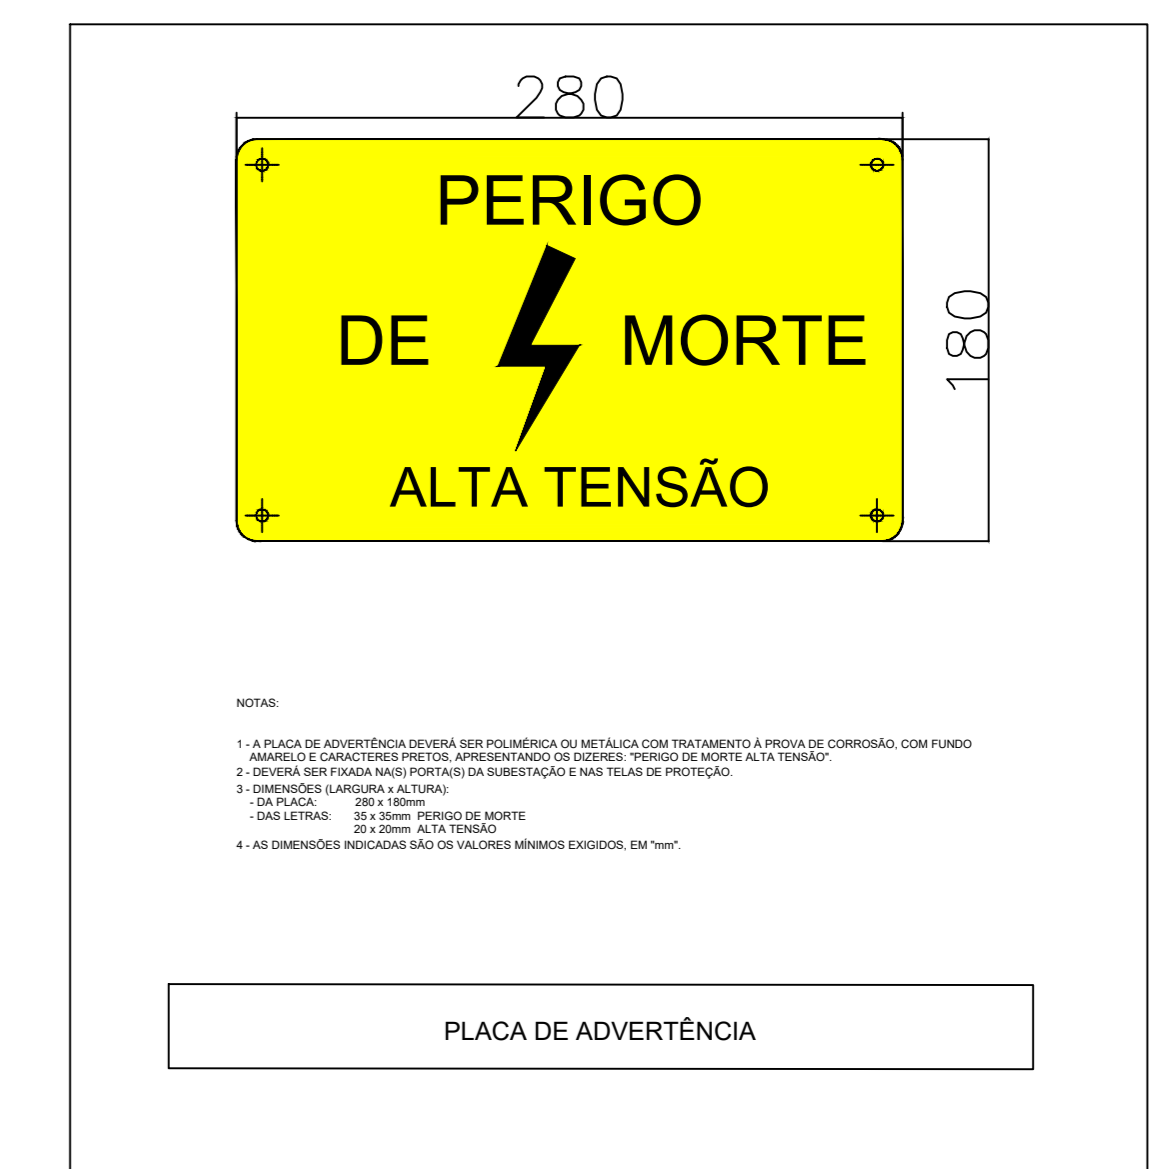 280
PERIGO
DE MORTE
180
ALTA TENSÃO
NOTAS:
1 - A PLACA DE ADVERTÊNCIA DEVERÁ SER POLIMÉRICA OU METÁLICA COM TRATAMENTO À PROVA DE CORROSÃO, COM FUNDO
AMARELO E CARACTERES PRETOS, APRESENTANDO OS DIZERES: "PERIGO DE MORTE ALTA TENSÃO".
2 - DEVERÁ SER FIXADA NA(S) PORTA(S) DA SUBESTAÇÃO E NAS TELAS DE PROTEÇÃO.
3 - DIMENSÕES (LARGURA x ALTURA):
- DA PLACA: 280 x 180mm
- DAS LETRAS: 35 x 35mm PERIGO DE MORTE
20 x 20mm ALTA TENSÃO
4 - AS DIMENSÕES INDICADAS SÃO OS VALORES MÍNIMOS EXIGIDOS, EM "mm".
PLACA DE ADVERTÊNCIA